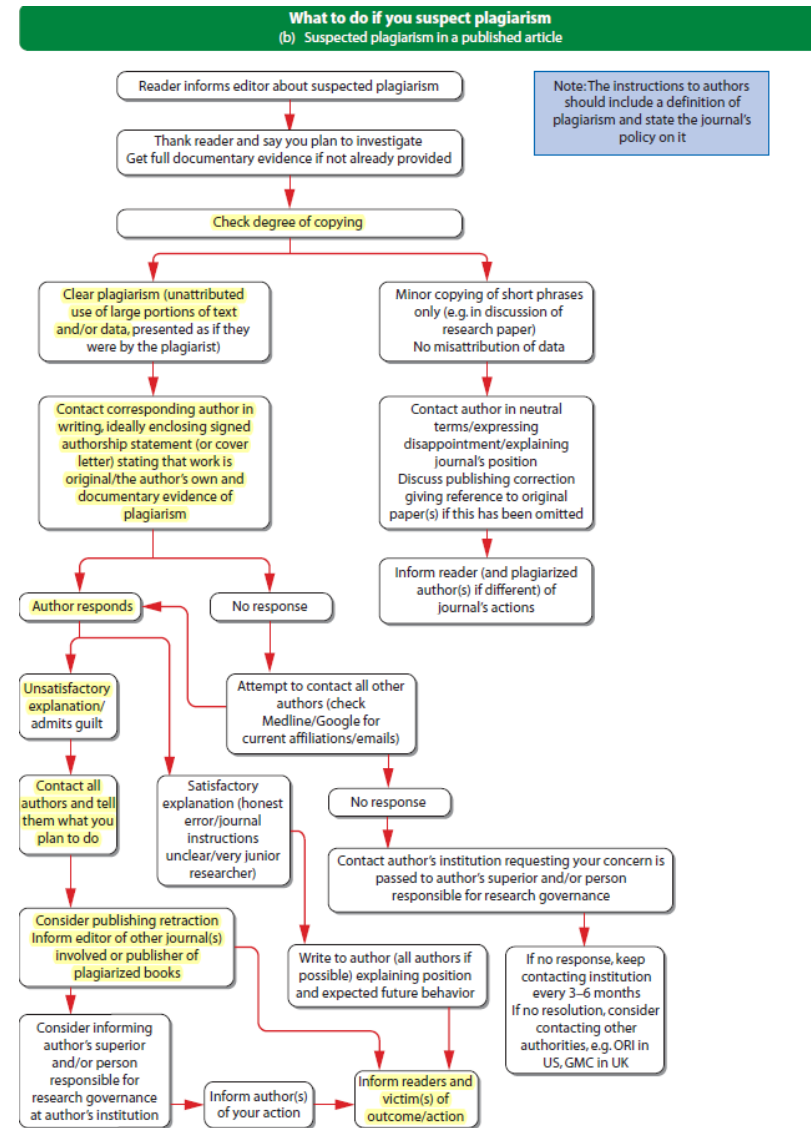 What to do if you suspect plagiarism
(b) Suspected plagiarism in a published article
Reader informs editor about suspected plagiarism
Note: The instructions to authors
should include a definition of
plagiarism and state the journal's
policy on it
Thank reader and say you plan to investigate
Get full documentary evidence if not already provided
Check degree of copying
Clear plagiarism (unattributed
use of large portions of text
and/or data, presented as if they
were by the plagiarist)
Minor copying of short phrases
only (e.g. in discussion of
research paper)
No misattribution of data
Contact corresponding author in
writing, ideally enclosing signed
authorship statement (or cover
letter) stating that work is
original/the author's own and
documentary evidence of
plagiarism
Contact author in neutral
terms/expressing
disappointment/explaining
journal's position
Discuss publishing correction
giving reference to original
paper(s) if this has been omitted
Inform reader (and plagiarized
author(s) if different) of
journal's actions
Author responds
No response
Unsatisfactory
explanation/
admits guilt
Attempt to contact all other
authors (check
Medline/Google for
current affiliations/emails)
Contact all
authors and tell
them what you
plan to do
Satisfactory
explanation (honest
error/journal
instructions
unclear/very junior
researcher)
No response
Contact author's institution requesting your concern is
passed to author's superior and/or person
responsible for research governance
Consider publishing retraction
Inform editor of other journal(s)
involved or publisher of
plagiarized books
Write to author (all authors if
possible) explaining position
and expected future behavior
If no response, keep
contacting institution
every 3–6 months
If no resolution, consider
contacting other
authorities, e.g. ORI in
US, GMC in UK
Consider informing
author's superior
and/or person
responsible for
research governance
at author's institution
Inform author(s)
of your action
Inform readers and
victim(s) of
outcome/action